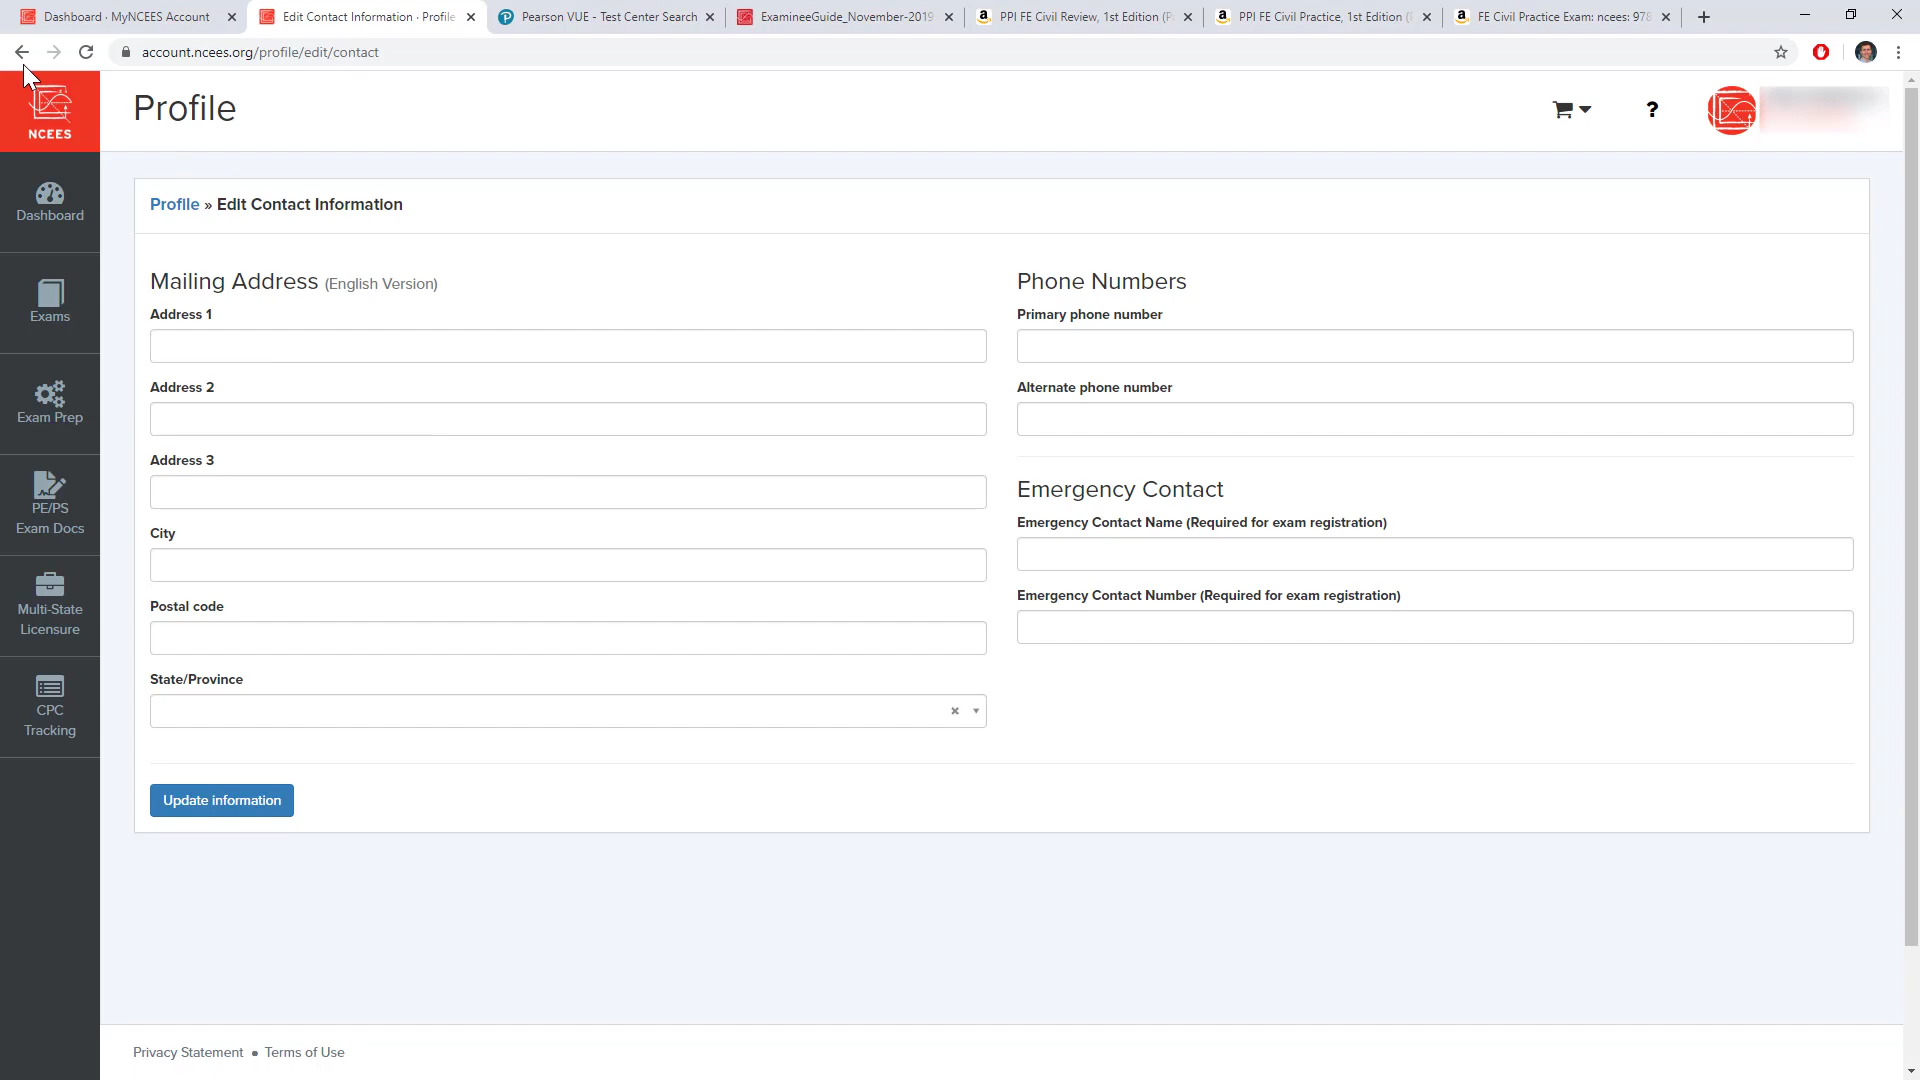 Dashboard · MyNCEES Account
Edit Contact Information · Profile
Pearson VUE - Test Center Search
ExamineeGuide_November-2019
PPI FE Civil Review, 1st Edition (P
PPI FE Civil Practice, 1st Edition (
FE Civil Practice Exam: ncees: 978
account.ncees.org/profile/edit/contact
NCEES
Profile
?
Dashboard
Exams
Exam Prep
PE/PS
Exam Docs
Multi-State
Licensure
CPC
Tracking
Profile » Edit Contact Information
Mailing Address (English Version)
Address 1
Address 2
Address 3
City
Postal code
State/Province
Update information
Phone Numbers
Primary phone number
Alternate phone number
Emergency Contact
Emergency Contact Name (Required for exam registration)
Emergency Contact Number (Required for exam registration)
Privacy Statement • Terms of Use